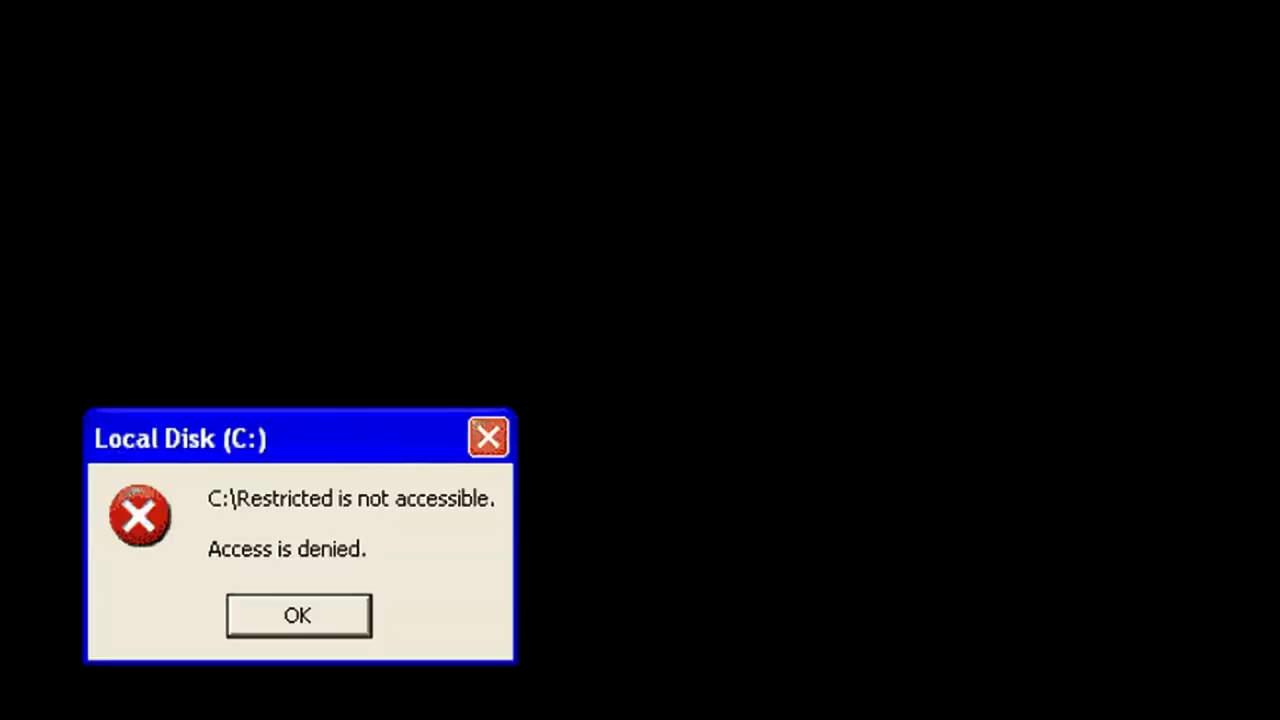 Local Disk (C:)
C:\Restricted is not accessible.
Access is denied.
OK